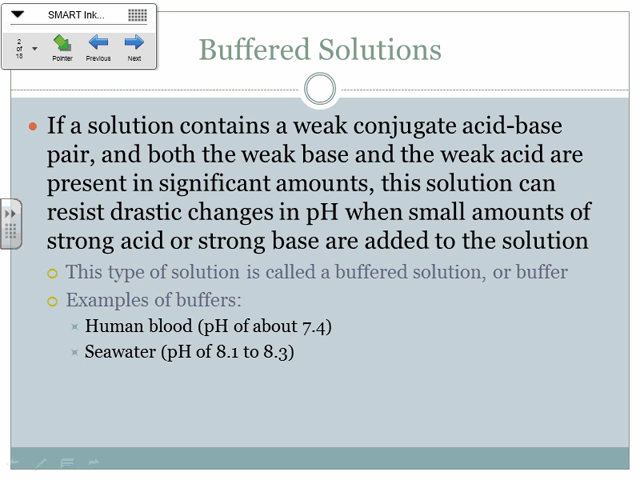 SMART Ink...
2
of
18
Pointer
Previous
Next
Buffered Solutions
If a solution contains a weak conjugate acid-base
pair, and both the weak base and the weak acid are
present in significant amounts, this solution can
resist drastic changes in pH when small amounts of
strong acid or strong base are added to the solution
This type of solution is called a buffered solution, or buffer
Examples of buffers:
Human blood (pH of about 7.4)
Seawater (pH of 8.1 to 8.3)